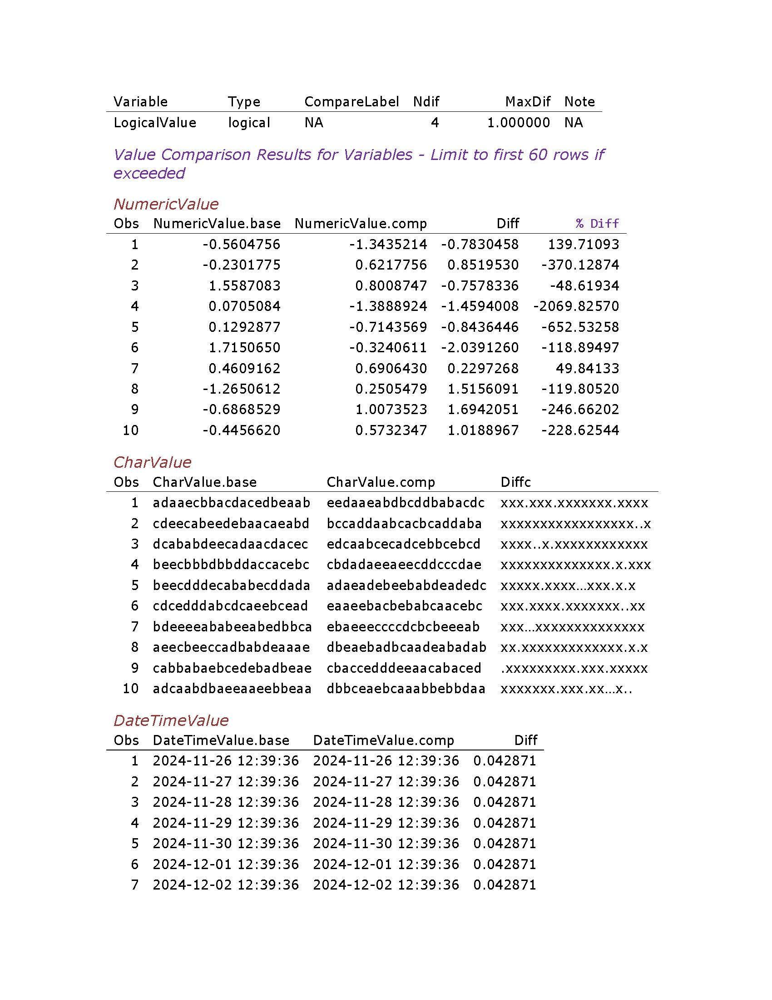 Variable Type CompareLabel Ndif MaxDif Note
LogicalValue logical NA 4 1.000000 NA
Value Comparison Results for Variables - Limit to first 60 rows if
exceeded
NumericValue
Obs NumericValue.base NumericValue.comp Diff % Diff
1 -0.5604756 -1.3435214 -0.7830458 139.71093
2 -0.2301775 0.6217756 0.8519530 -370.12874
3 1.5587083 0.8008747 -0.7578336 -48.61934
4 0.0705084 -1.3888924 -1.4594008 -2069.82570
5 0.1292877 -0.7143569 -0.8436446 -652.53258
6 1.7150650 -0.3240611 -2.0391260 -118.89497
7 0.4609162 0.6906430 0.2297268 49.84133
8 -1.2650612 0.2505479 1.5156091 -119.80520
9 -0.6868529 1.0073523 1.6942051 -246.66202
10 -0.4456620 0.5732347 1.0188967 -228.62544
CharValue
Obs CharValue.base CharValue.comp Diffc
1 adaaecbbacdacedbeaab eedaaeabdbcddbabacdc xxx.xxx.xxxxxxx.xxxx
2 cdeecabeedebaacaeabd bccaddaabcacbcaddaba xxxxxxxxxxxxxxxxx..x
3 dcababdeecadaacdacec edcaabcecadcebbcebcd xxxx..x.xxxxxxxxxxxx
4 beecbbbdbbddaccacebc cbdadaeeaeecddcccdae xxxxxxxxxxxxxx.x.xxx
5 beecdddecababecddada adaeadebeebabdeadedc xxxxx.xxxx…xxx.x.x
6 cdcedddabcdcaeebcead eaaeebacbebabcaacebc xxx.xxxx.xxxxxxx..xx
7 bdeeeeababeeabedbbca ebaeeeccccdcbcbeeeab xxx…xxxxxxxxxxxxxx
8 aeecbeeccadbabdeaaae dbeaebadbcaadeabadab xx.xxxxxxxxxxxxx.x.x
9 cabbabaebcedebadbeae cbaccedddeeaacabaced .xxxxxxxxx.xxx.xxxxx
10 adcaabdbaeeaaeebbeaa dbbceaebcaaabbebbdaa xxxxxxx.xxx.xx…x..
DateTimeValue
Obs DateTimeValue.base DateTimeValue.comp Diff
1 2024-11-26 12:39:36 2024-11-26 12:39:36 0.042871
2 2024-11-27 12:39:36 2024-11-27 12:39:36 0.042871
3 2024-11-28 12:39:36 2024-11-28 12:39:36 0.042871
4 2024-11-29 12:39:36 2024-11-29 12:39:36 0.042871
5 2024-11-30 12:39:36 2024-11-30 12:39:36 0.042871
6 2024-12-01 12:39:36 2024-12-01 12:39:36 0.042871
7 2024-12-02 12:39:36 2024-12-02 12:39:36 0.042871